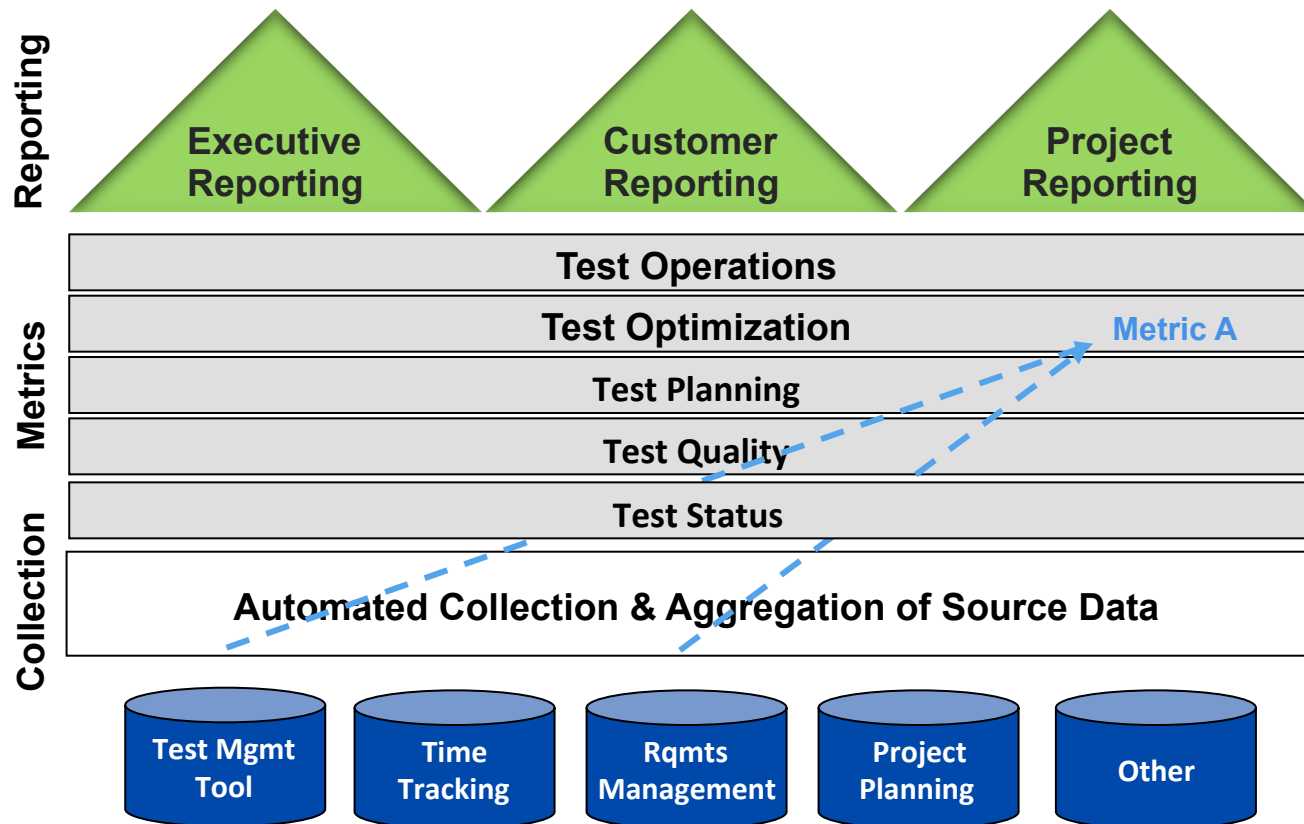 Reporting
Executive
Reporting
Customer
Reporting
Project
Reporting
Metrics
Test Operations
Test Optimization
Metric A
Test Planning
Test Quality
Test Status
Collection
Automated Collection & Aggregation of Source Data
Test Mgmt
Tool
Time
Tracking
Rqmts
Management
Project
Planning
Other